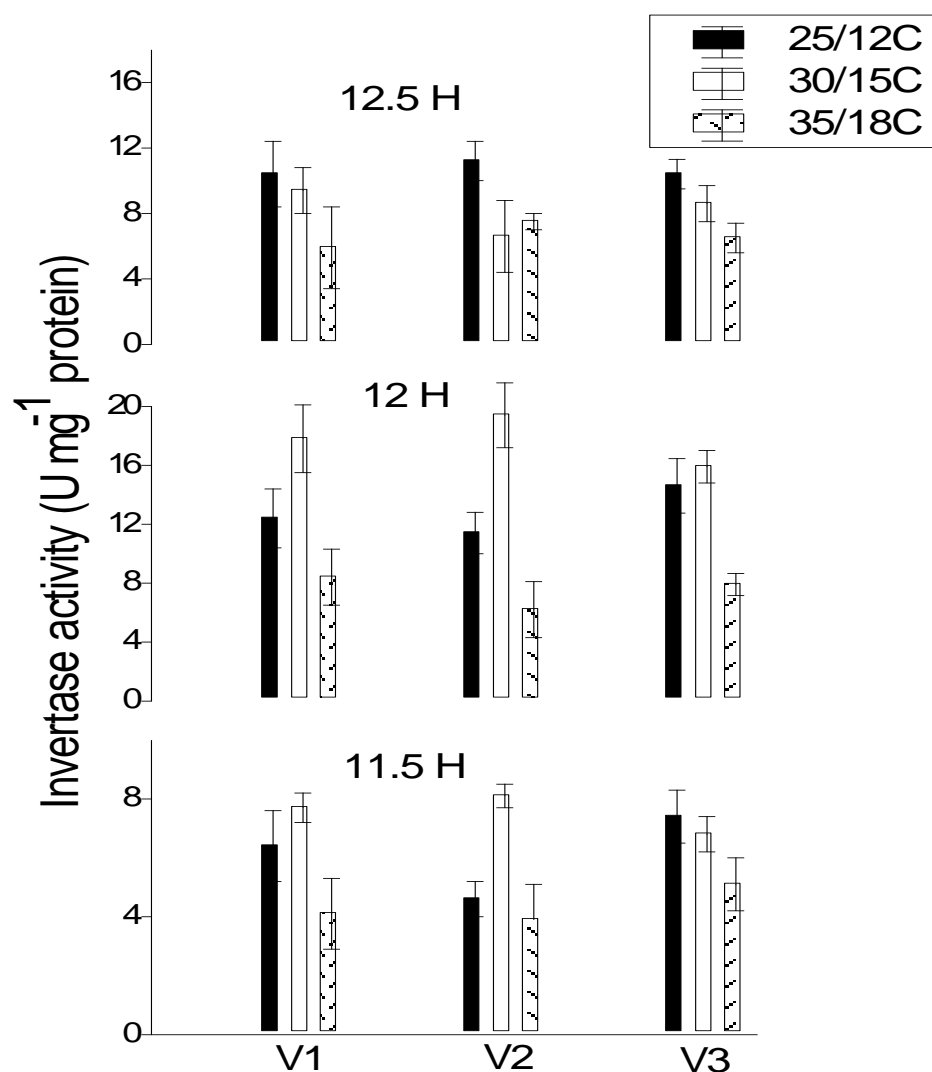 25/12C
30/15C
35/18C
12.5 H
16
12
8
4
0
12 H
20
16
12
8
4
0
11.5 H
8
4
0
V1 V2 V3
Invertase activity (U mg⁻¹ protein)